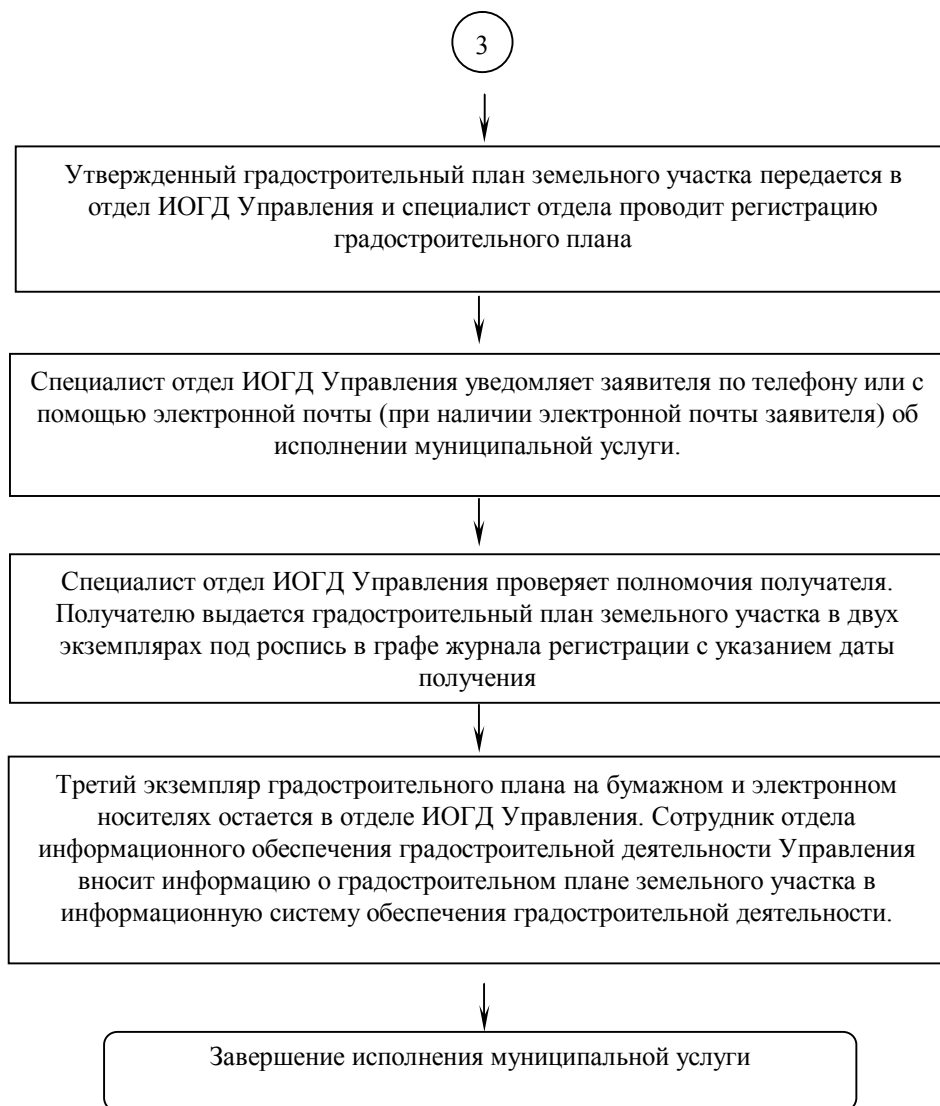 3
Утвержденный градостроительный план земельного участка передается в
отдел ИОГД Управления и специалист отдела проводит регистрацию
градостроительного плана
Специалист отдел ИОГД Управления уведомляет заявителя по телефону или с
помощью электронной почты (при наличии электронной почты заявителя) об
исполнении муниципальной услуги.
Специалист отдел ИОГД Управления проверяет полномочия получателя.
Получателю выдается градостроительный план земельного участка в двух
экземплярах под роспись в графе журнала регистрации с указанием даты
получения
Третий экземпляр градостроительного плана на бумажном и электронном
носителях остается в отделе ИОГД Управления. Сотрудник отдела
информационного обеспечения градостроительной деятельности Управления
вносит информацию о градостроительном плане земельного участка в
информационную систему обеспечения градостроительной деятельности.
Завершение исполнения муниципальной услуги